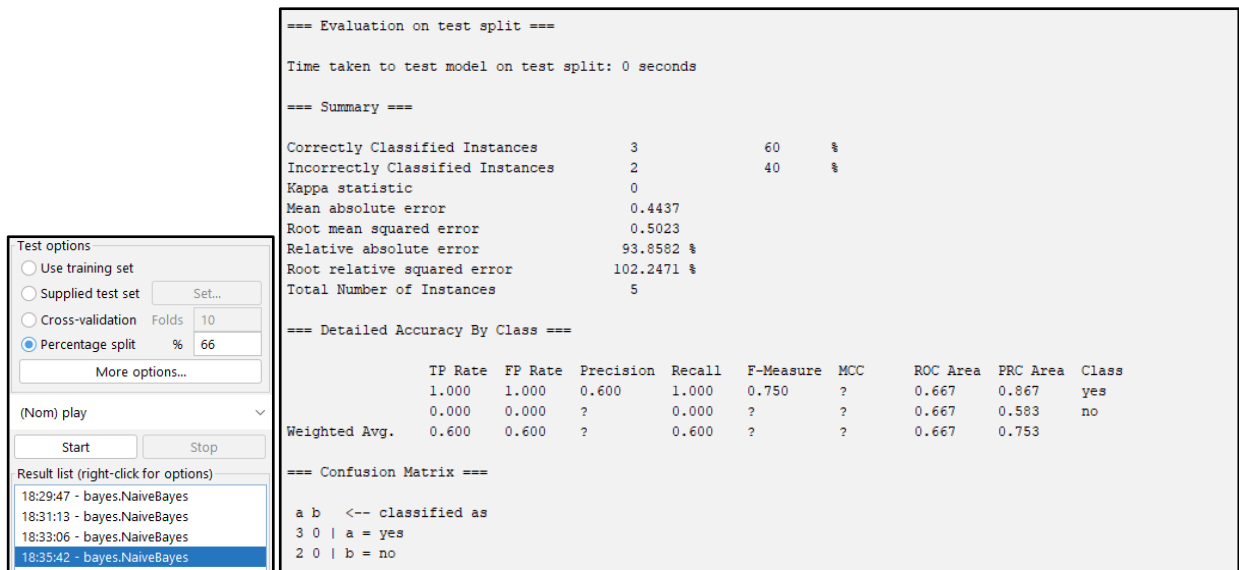 Test options
Use training set
Supplied test set Set...
Cross-validation Folds 10
Percentage split % 66
More options...
(Nom) play
Start Stop
Result list (right-click for options)
18:29:47 - bayes.NaiveBayes
18:31:13 - bayes.NaiveBayes
18:33:06 - bayes.NaiveBayes
18:35:42 - bayes.NaiveBayes
=== Evaluation on test split ===
Time taken to test model on test split: 0 seconds
=== Summary ===
Correctly Classified Instances 3 60 %
Incorrectly Classified Instances 2 40 %
Kappa statistic 0
Mean absolute error 0.4437
Root mean squared error 0.5023
Relative absolute error 93.8582 %
Root relative squared error 102.2471 %
Total Number of Instances 5
=== Detailed Accuracy By Class ===
TP Rate FP Rate Precision Recall F-Measure MCC ROC Area PRC Area Class
1.000 1.000 0.600 1.000 0.750 ? 0.667 0.867 yes
0.000 0.000 ? 0.000 ? ? 0.667 0.583 no
Weighted Avg. 0.600 0.600 ? 0.600 ? ? 0.667 0.753
=== Confusion Matrix ===
a b <-- classified as
3 0 | a = yes
2 0 | b = no